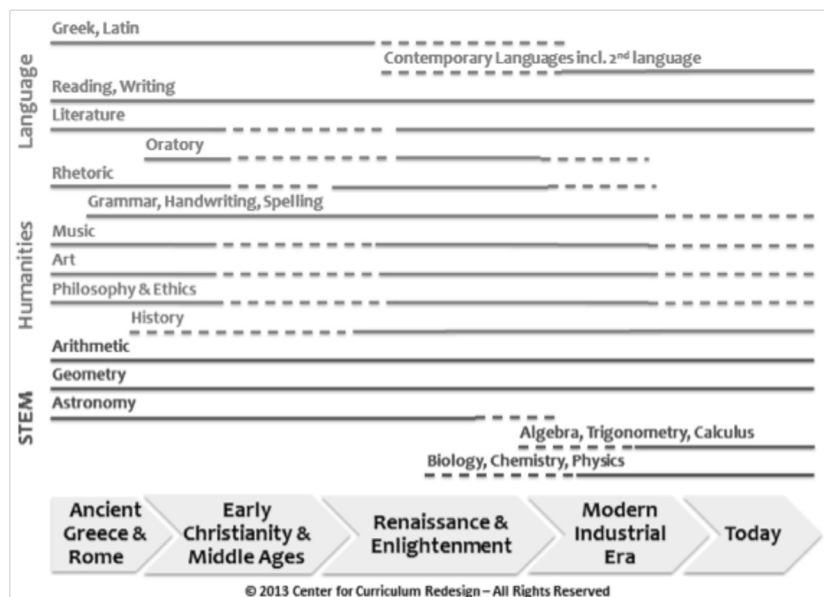 Language
Greek, Latin
Contemporary Languages incl. 2nd language
Reading, Writing
Literature
Oratory
Rhetoric
Grammar, Handwriting, Spelling
Humanities
Music
Art
Philosophy & Ethics
History
STEM
Arithmetic
Geometry
Astronomy
Algebra, Trigonometry, Calculus
Biology, Chemistry, Physics
Ancient
Greece &
Rome
Early
Christianity &
Middle Ages
Renaissance &
Enlightenment
Modern
Industrial
Era
Today
© 2013 Center for Curriculum Redesign – All Rights Reserved